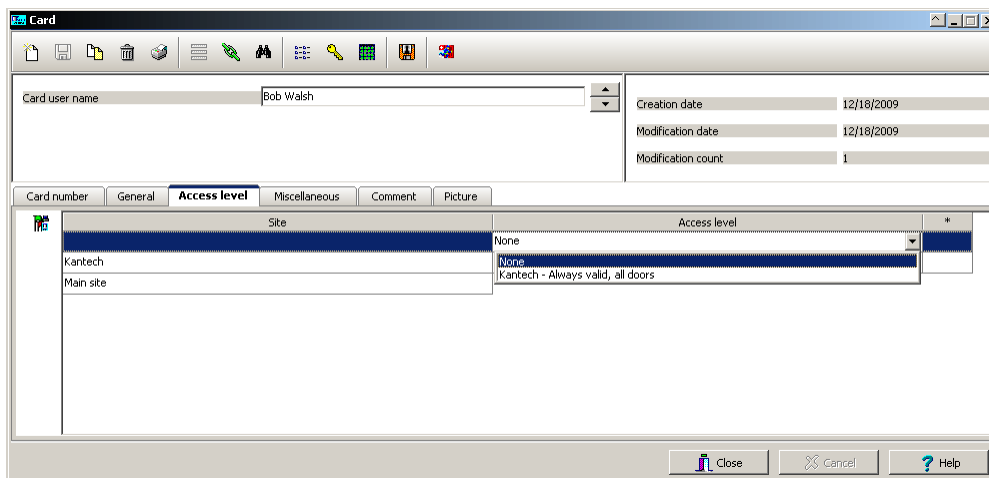 Card
Card user name
Bob Walsh
Creation date 12/18/2009
Modification date 12/18/2009
Modification count 1
Card number General Access level Miscellaneous Comment Picture
Site Access level *
None
None
Kantech
Kantech - Always valid, all doors
Main site
Close Cancel ? Help